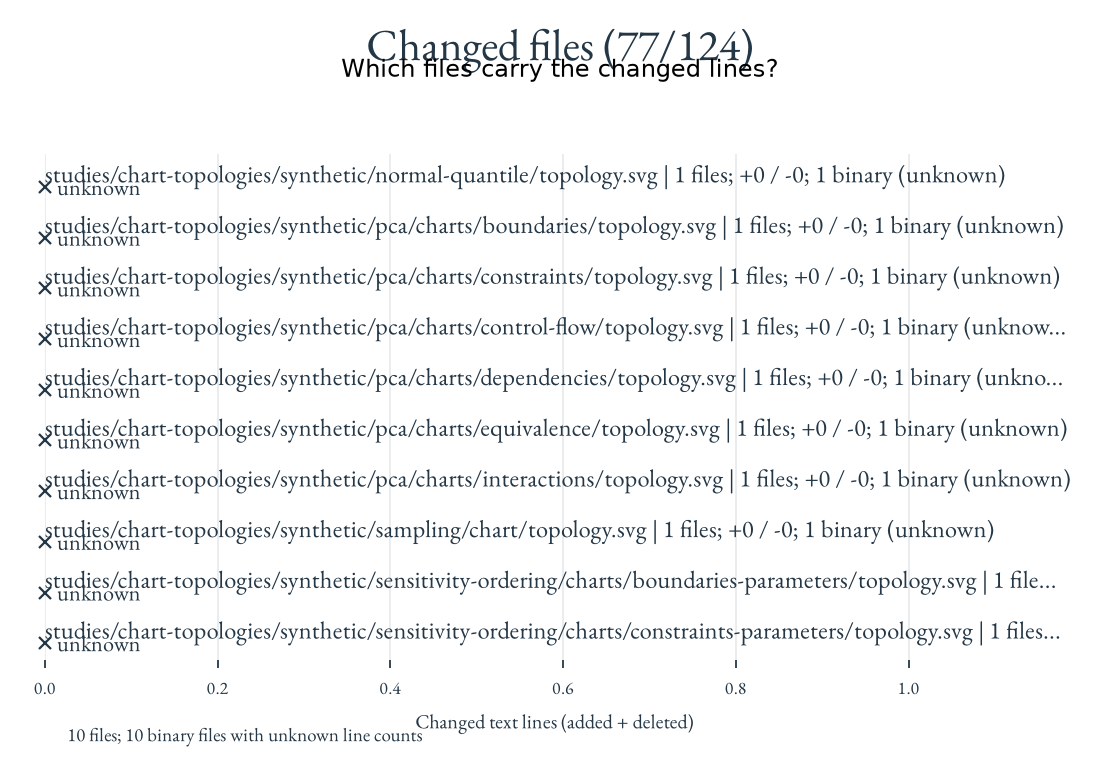 Changed files (77/124)
Which files carry the changed lines?
studies/chart-topologies/synthetic/normal-quantile/topology.svg | 1 files; +0 / -0; 1 binary (unknown)
unknown
studies/chart-topologies/synthetic/pca/charts/boundaries/topology.svg | 1 files; +0 / -0; 1 binary (unknown)
unknown
studies/chart-topologies/synthetic/pca/charts/constraints/topology.svg | 1 files; +0 / -0; 1 binary (unknown)
unknown
studies/chart-topologies/synthetic/pca/charts/control-flow/topology.svg | 1 files; +0 / -0; 1 binary (unknow...
unknown
studies/chart-topologies/synthetic/pca/charts/dependencies/topology.svg | 1 files; +0 / -0; 1 binary (unkno...
unknown
studies/chart-topologies/synthetic/pca/charts/equivalence/topology.svg | 1 files; +0 / -0; 1 binary (unknown)
unknown
studies/chart-topologies/synthetic/pca/charts/interactions/topology.svg | 1 files; +0 / -0; 1 binary (unknown)
unknown
studies/chart-topologies/synthetic/sampling/chart/topology.svg | 1 files; +0 / -0; 1 binary (unknown)
unknown
studies/chart-topologies/synthetic/sensitivity-ordering/charts/boundaries-parameters/topology.svg | 1 file...
unknown
studies/chart-topologies/synthetic/sensitivity-ordering/charts/constraints-parameters/topology.svg | 1 files...
unknown
0.0 0.2 0.4 0.6 0.8 1.0
Changed text lines (added + deleted)
10 files; 10 binary files with unknown line counts